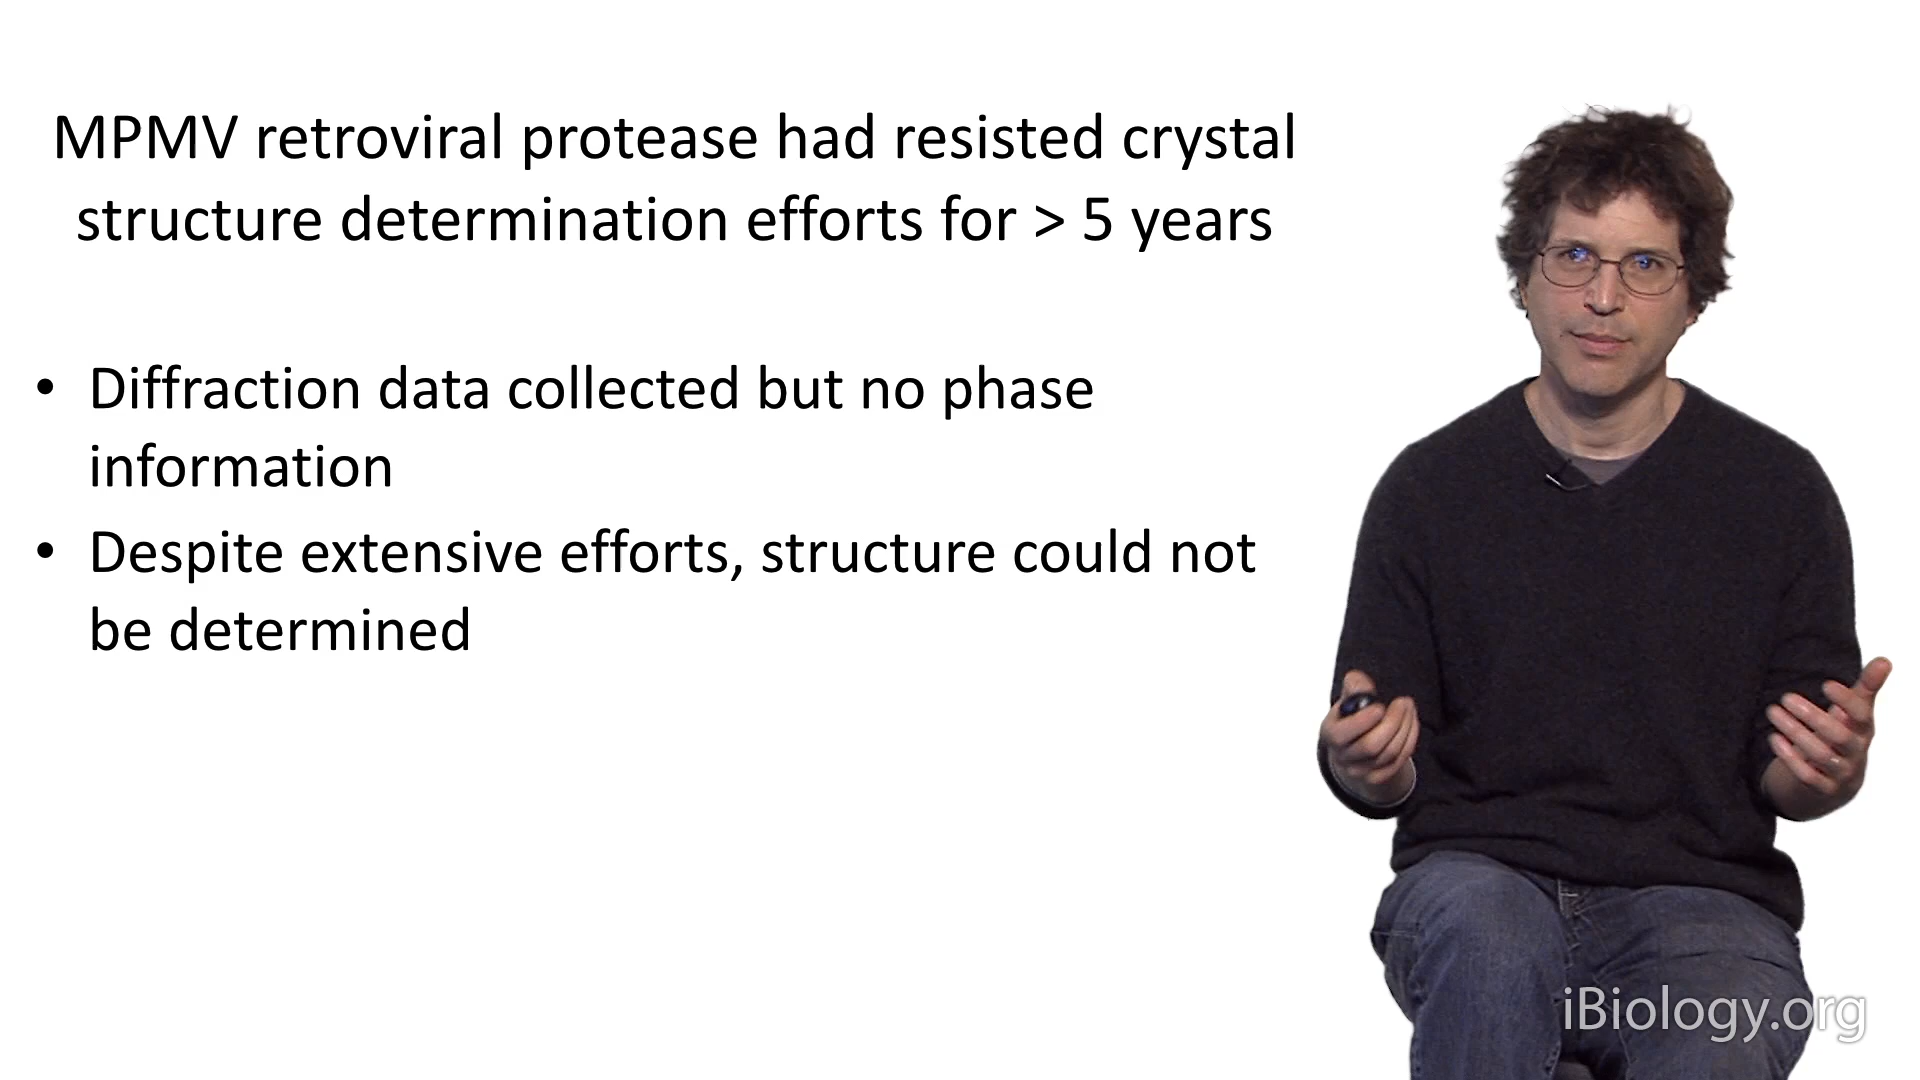 MPMV retroviral protease had resisted crystal
structure determination efforts for > 5 years
• Diffraction data collected but no phase
information
• Despite extensive efforts, structure could not
be determined
iBiology.org